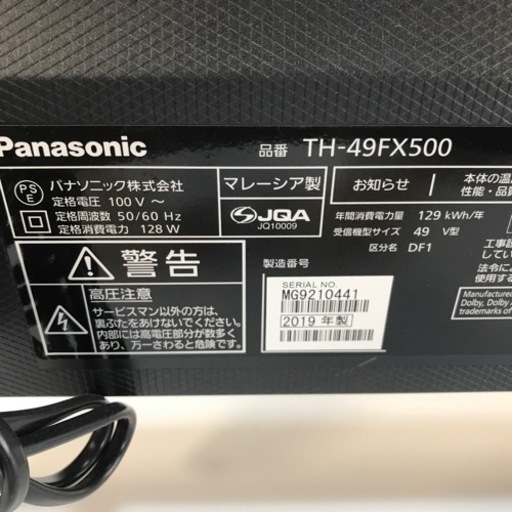 Panasonic
品番 TH-49FX500
PS
E
パナソニック株式会社
定格電圧 100 V ～
定格周波数 50/60 Hz
定格消費電力 128 W
マレーシア製
JQA
JQ10009
お知らせ
本体の温
性能・品質
年間消費電力量 129 kWh/年
受信機型サイズ 49 V型
区分名 DF1
警告
高圧注意
サービスマン以外の方は、
裏ぶたをあけないでください。
内部には高電圧部分が数多く
あり、万一さわると危険です。
製造番号
SERIAL NO
MG9210441
2019 年製
工事説
してい
法令によ
Manufactured
Dolby, Dolby A
trademarks of